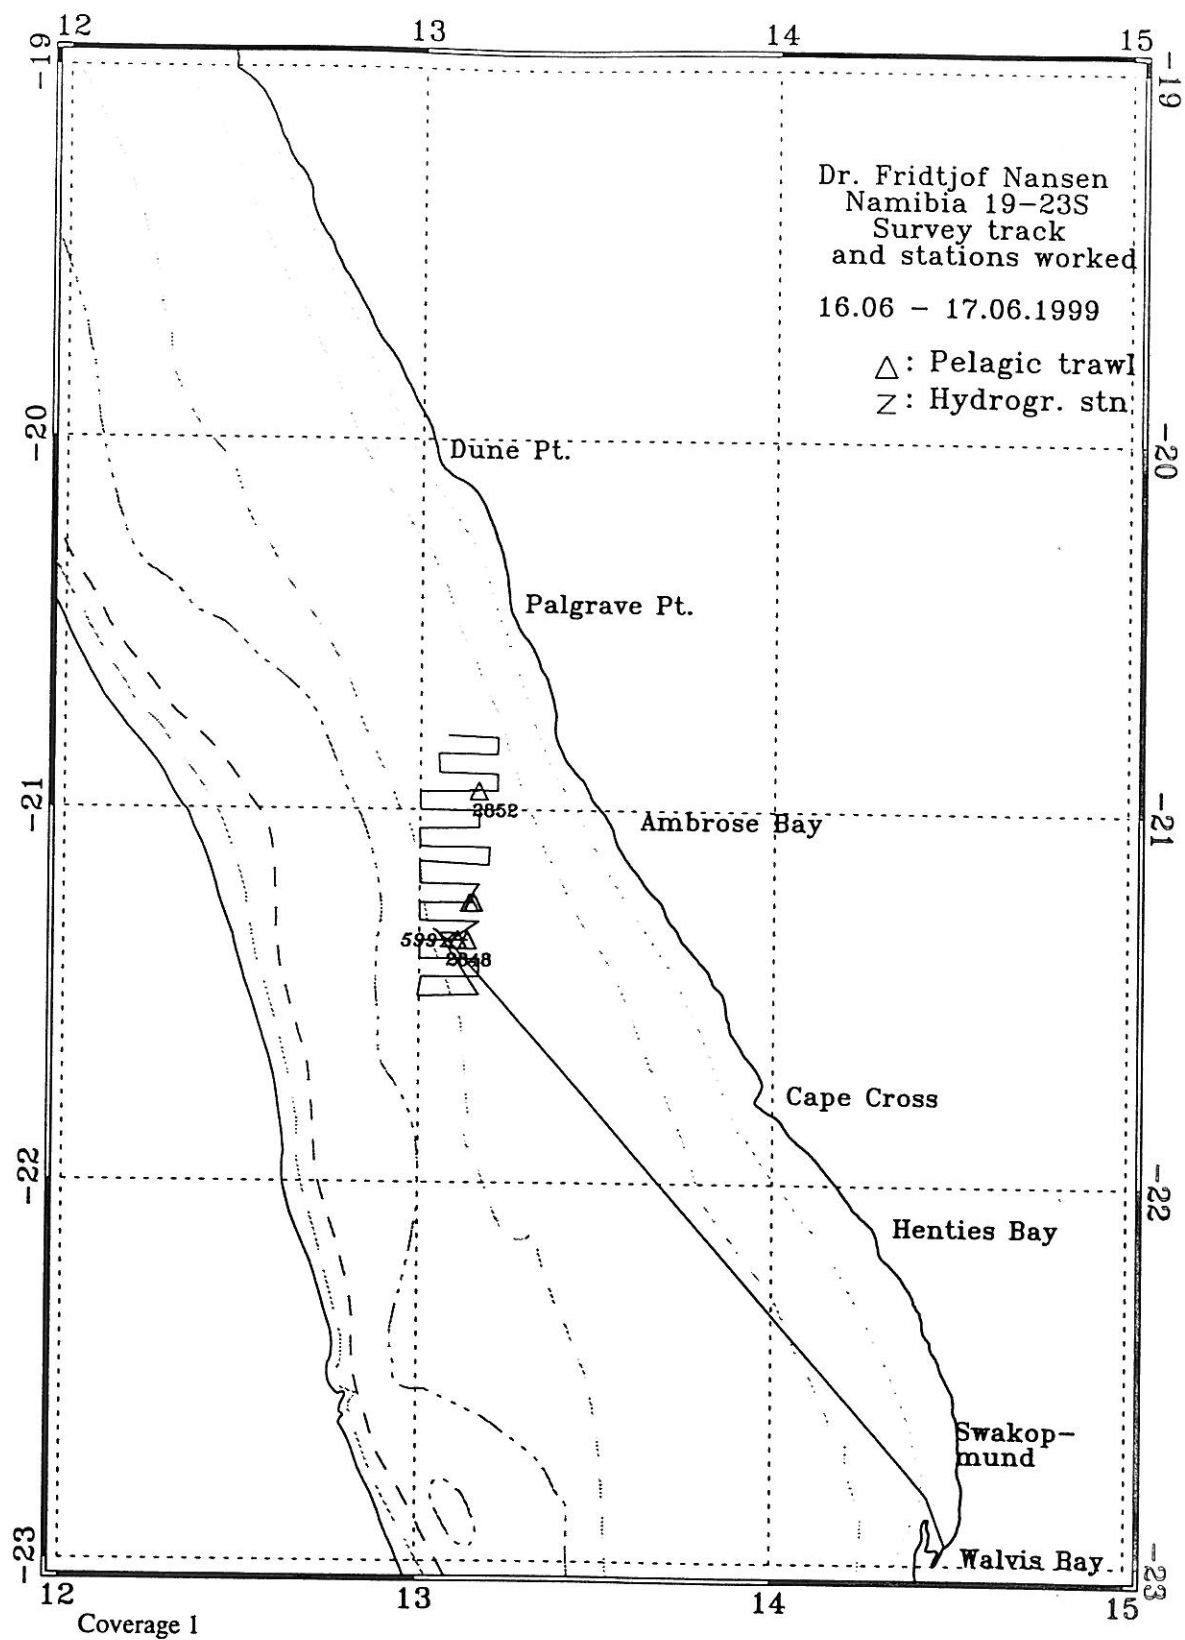 12 13 14 15
-19 -19
Dr. Fridtjof Nansen
Namibia 19-23S
Survey track
and stations worked
16.06 - 17.06.1999
△: Pelagic trawl
Z: Hydrogr. stn.
-20 -20
Dune Pt.
Palgrave Pt.
-21 -21
2852
Ambrose Bay
2848
Cape Cross
-22 -22
Henties Bay
Swakop-
mund
-23 -23
Walvis Bay
12 13 14 15
Coverage 1